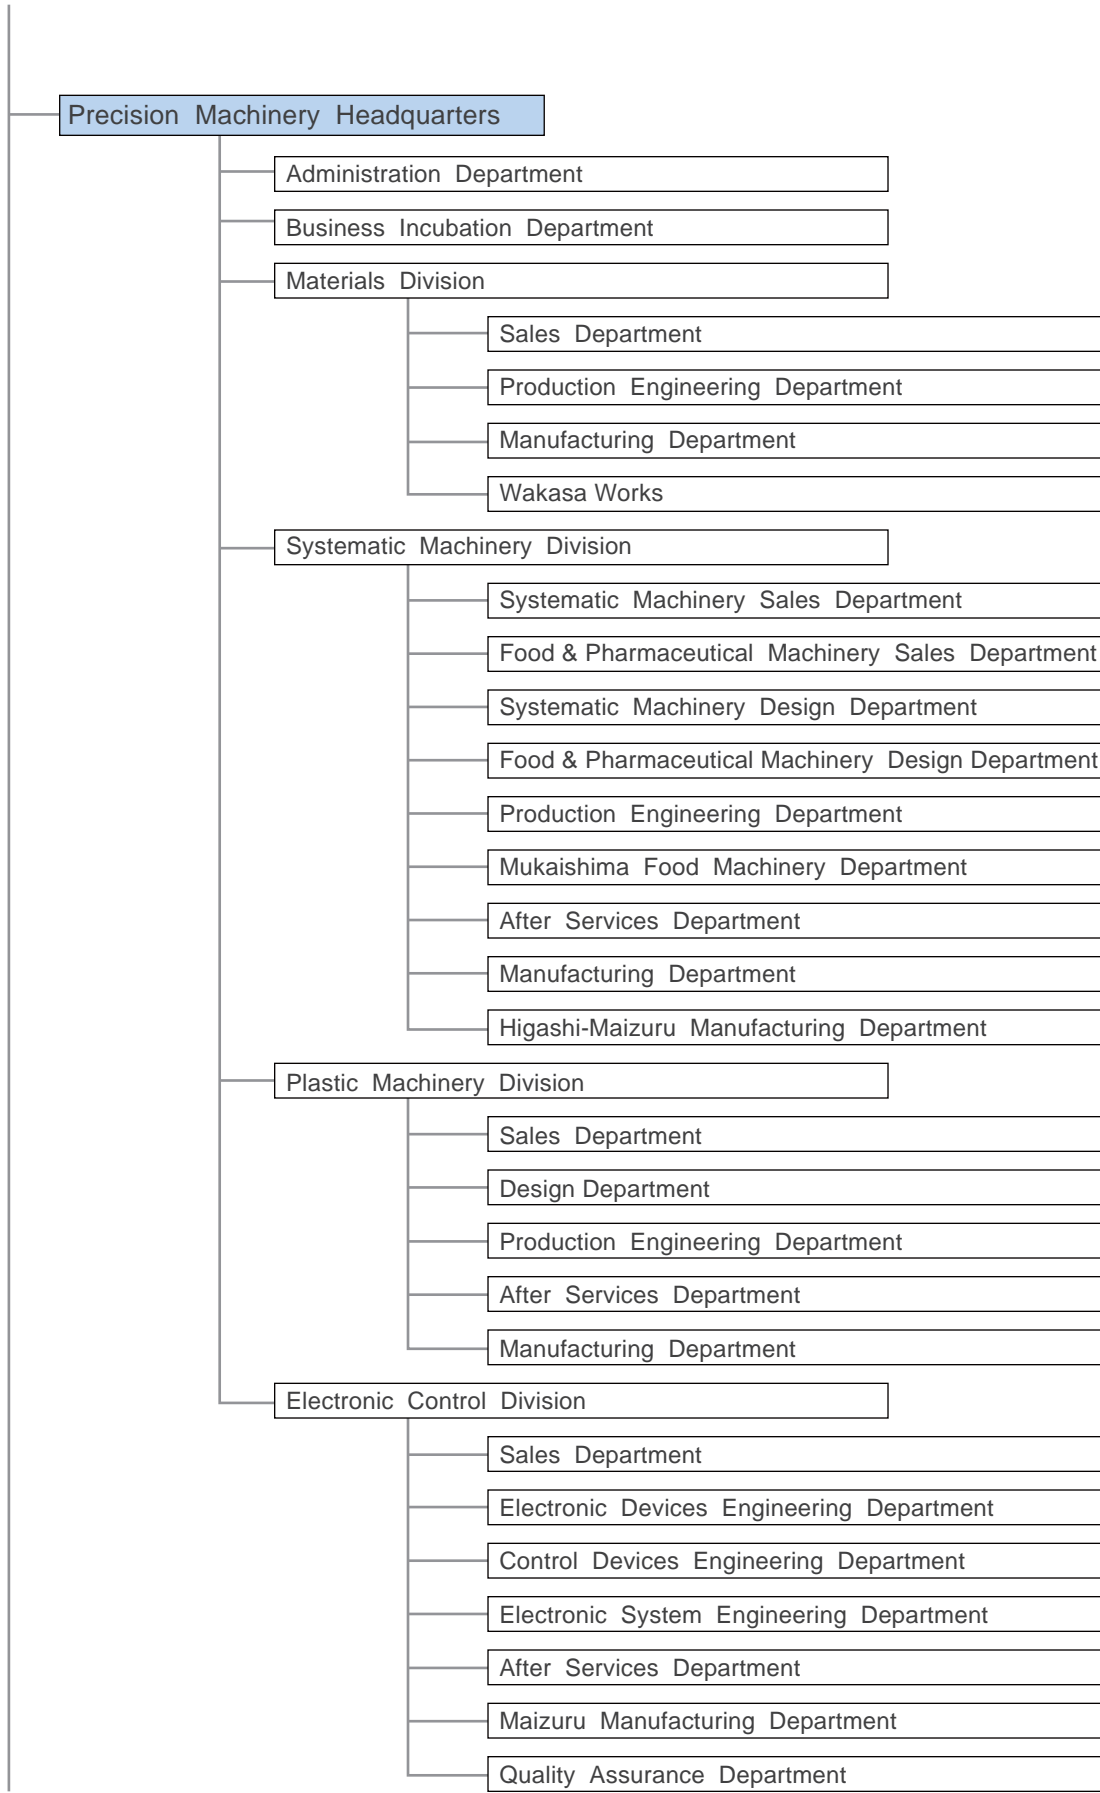 Precision Machinery Headquarters
Administration Department
Business Incubation Department
Materials Division
Sales Department
Production Engineering Department
Manufacturing Department
Wakasa Works
Systematic Machinery Division
Systematic Machinery Sales Department
Food & Pharmaceutical Machinery Sales Department
Systematic Machinery Design Department
Food & Pharmaceutical Machinery Design Department
Production Engineering Department
Mukaishima Food Machinery Department
After Services Department
Manufacturing Department
Higashi-Maizuru Manufacturing Department
Plastic Machinery Division
Sales Department
Design Department
Production Engineering Department
After Services Department
Manufacturing Department
Electronic Control Division
Sales Department
Electronic Devices Engineering Department
Control Devices Engineering Department
Electronic System Engineering Department
After Services Department
Maizuru Manufacturing Department
Quality Assurance Department